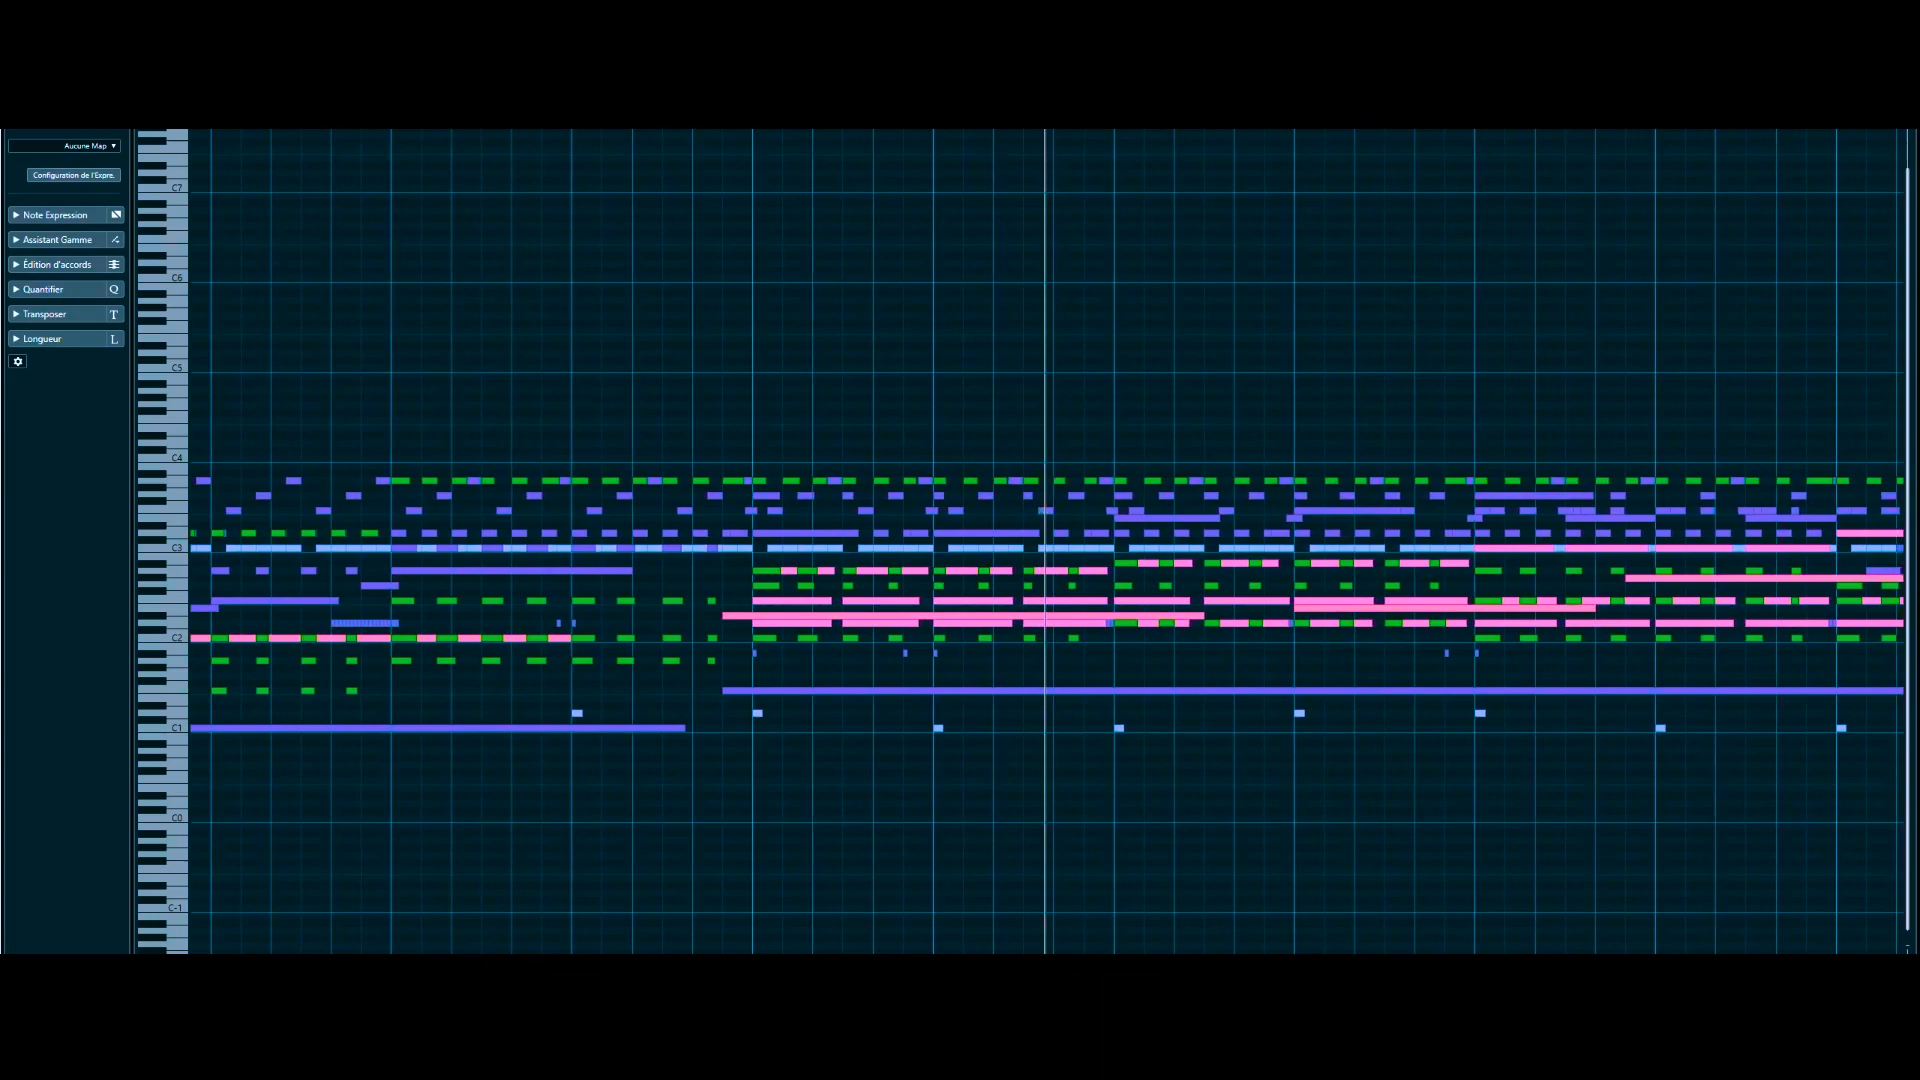 Aucune Map
Configuration de l'Expre.
Note Expression
Assistant Gamme
Édition d'accords
Quantifier Q
Transposer T
Longueur L
C7
C6
C5
C4
C3
C2
C1
C0
C-1